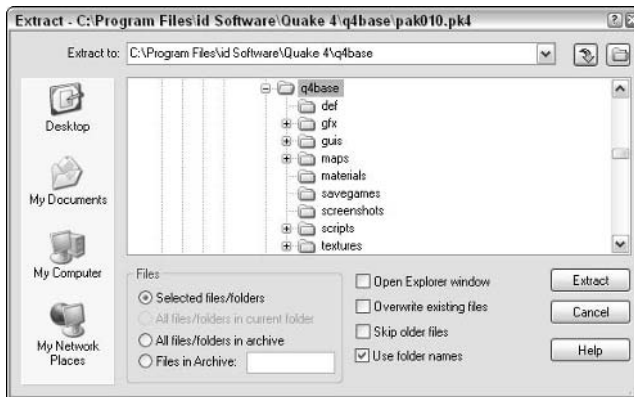 Extract - C:\Program Files\id Software\Quake 4\q4base\pak010.pk4
Extract to: C:\Program Files\id Software\Quake 4\q4base
Desktop
My Documents
My Computer
My Network Places
q4base
def
gfx
guis
maps
materials
savegames
screenshots
scripts
textures
Files
Selected files/folders
All files/folders in current folder
All files/folders in archive
Files in Archive:
Open Explorer window
Overwrite existing files
Skip older files
Use folder names
Extract
Cancel
Help